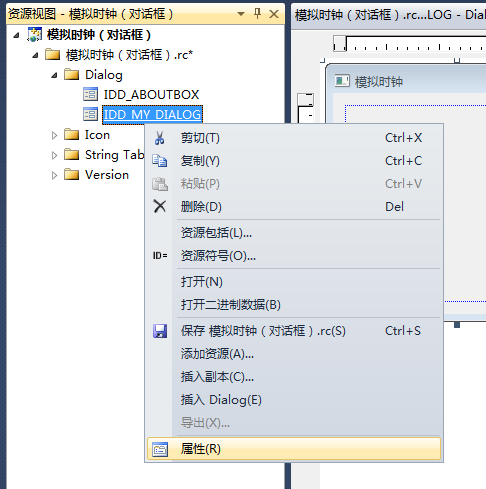 资源视图 - 模拟时钟（对话框）
模拟时钟（对话框）.rc...LOG - Dia
模拟时钟（对话框）
模拟时钟（对话框）.rc*
Dialog
IDD_ABOUTBOX
IDD_MY_DIALOG
Icon
String Tab
Version
模拟时钟
剪切(T) Ctrl+X
复制(Y) Ctrl+C
粘贴(P) Ctrl+V
删除(D) Del
资源包括(L)...
ID= 资源符号(O)...
打开(N)
打开二进制数据(B)
保存 模拟时钟（对话框）.rc(S) Ctrl+S
添加资源(A)...
插入副本(C)...
插入 Dialog(E)
导出(X)...
属性(R)